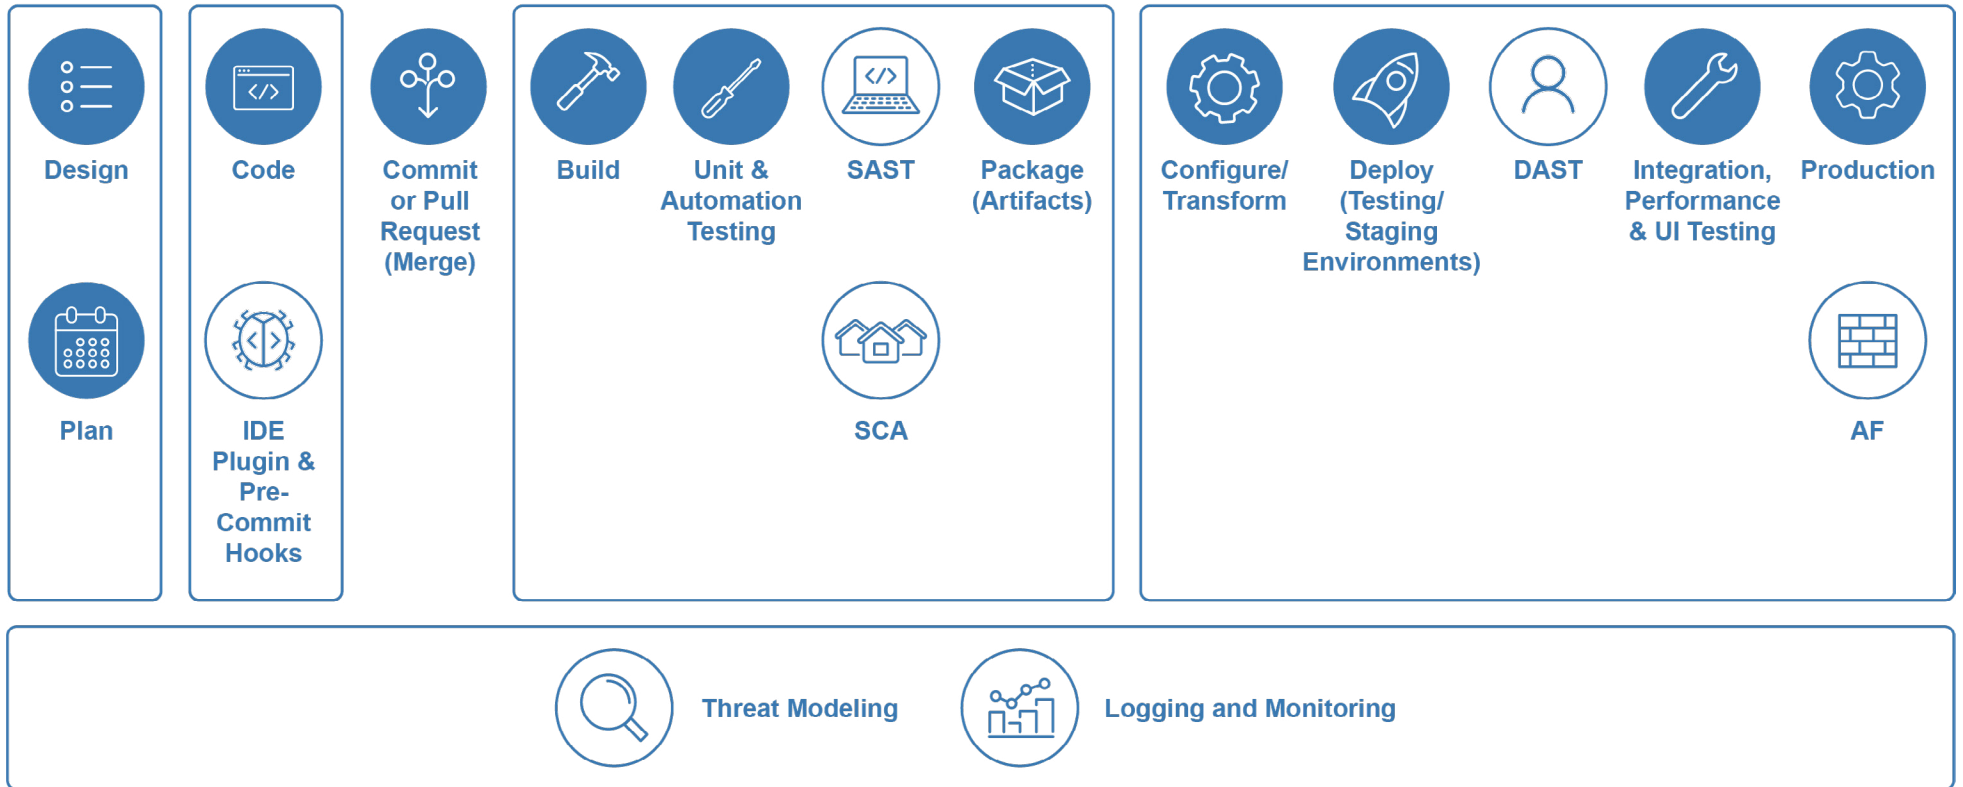 Design
Code
Commit
or Pull
Request
(Merge)
Build
Unit &
Automation
Testing
SAST
Package
(Artifacts)
Configure/
Transform
Deploy
(Testing/
Staging
Environments)
DAST
Integration,
Performance
& UI Testing
Production
Plan
IDE
Plugin &
Pre-
Commit
Hooks
SCA
AF
Threat Modeling
Logging and Monitoring